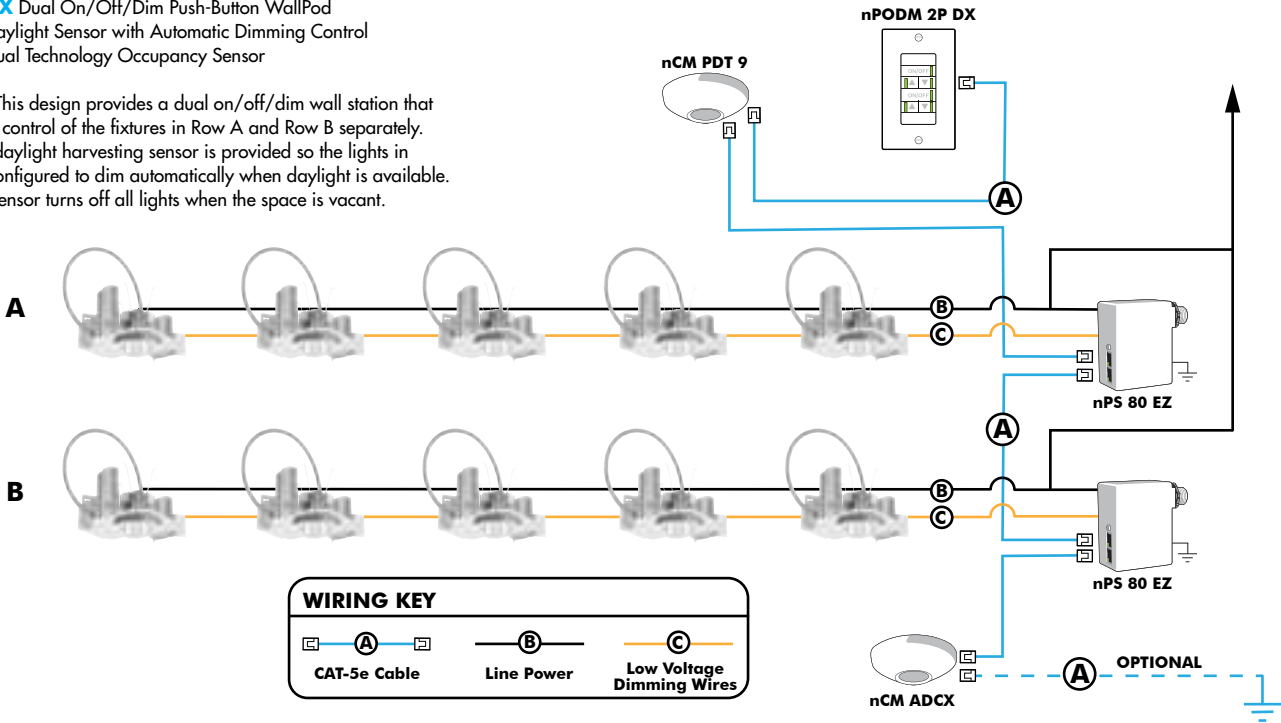 X Dual On/Off/Dim Push-Button WallPod
aylight Sensor with Automatic Dimming Control
ual Technology Occupancy Sensor
This design provides a dual on/off/dim wall station that
control of the fixtures in Row A and Row B separately.
daylight harvesting sensor is provided so the lights in
onfigured to dim automatically when daylight is available.
ensor turns off all lights when the space is vacant.
nPODM 2P DX
ON/OFF
ON/OFF
nCM PDT 9
A
A
B
C
nPS 80 EZ
A
B
B
C
nPS 80 EZ
WIRING KEY
A
CAT-5e Cable
B
Line Power
C
Low Voltage
Dimming Wires
nCM ADCX
A
OPTIONAL